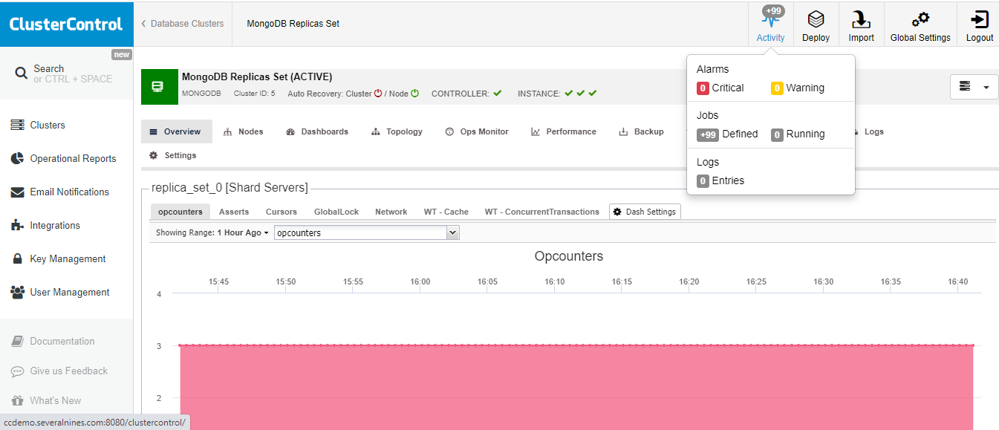 ClusterControl
Database Clusters
MongoDB Replicas Set
+99
Activity
Deploy
Import
Global Settings
Logout
new
Search
or CTRL + SPACE
Clusters
Operational Reports
Email Notifications
Integrations
Key Management
User Management
Documentation
Give us Feedback
What's New
MongoDB Replicas Set (ACTIVE)
MONGODB Cluster ID: 5 Auto Recovery: Cluster / Node CONTROLLER: INSTANCE:
Alarms
0 Critical 0 Warning
Jobs
+99 Defined 0 Running
Logs
0 Entries
Overview Nodes Dashboards Topology Ops Monitor Performance Backup Logs
Settings
replica_set_0 [Shard Servers]
opcounters Asserts Cursors GlobalLock Network WT - Cache WT - ConcurrentTransactions Dash Settings
Showing Range: 1 Hour Ago opcounters
Opcounters
15:45 15:50 15:55 16:00 16:05 16:10 16:15 16:20 16:25 16:30 16:35 16:40
4
3
2
ccdemo.severalnines.com:8080/clustercontrol/